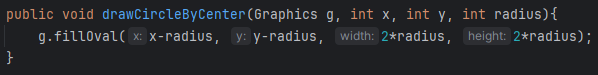 public void drawCircleByCenter(Graphics g, int x, int y, int radius){
g.fillOval( x: x-radius, y: y-radius, width: 2*radius, height: 2*radius);
}